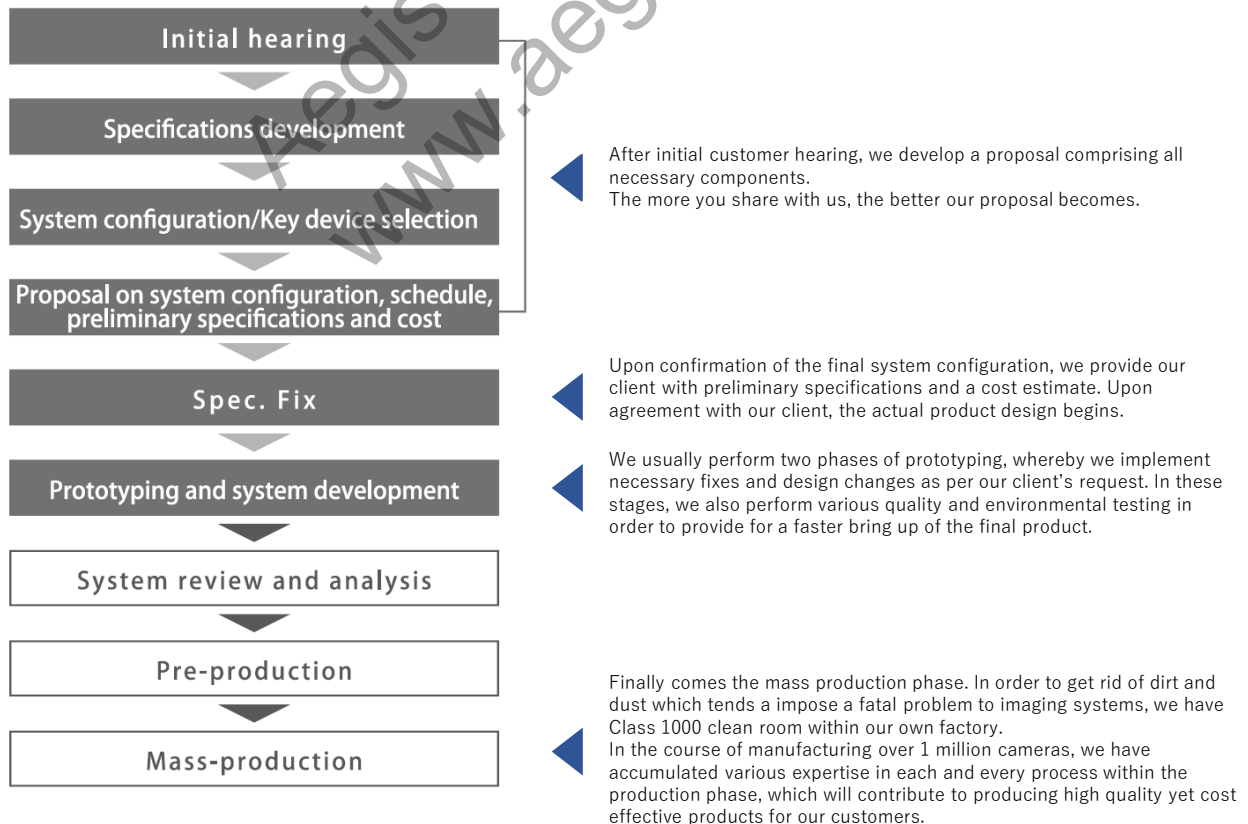 Initial hearing
Specifications development
System configuration/Key device selection
Proposal on system configuration, schedule,
preliminary specifications and cost
After initial customer hearing, we develop a proposal comprising all
necessary components.
The more you share with us, the better our proposal becomes.
Spec. Fix
Upon confirmation of the final system configuration, we provide our
client with preliminary specifications and a cost estimate. Upon
agreement with our client, the actual product design begins.
Prototyping and system development
We usually perform two phases of prototyping, whereby we implement
necessary fixes and design changes as per our client's request. In these
stages, we also perform various quality and environmental testing in
order to provide for a faster bring up of the final product.
System review and analysis
Pre-production
Mass-production
Finally comes the mass production phase. In order to get rid of dirt and
dust which tends a impose a fatal problem to imaging systems, we have
Class 1000 clean room within our own factory.
In the course of manufacturing over 1 million cameras, we have
accumulated various expertise in each and every process within the
production phase, which will contribute to producing high quality yet cost
effective products for our customers.
Aegis
www.aeg